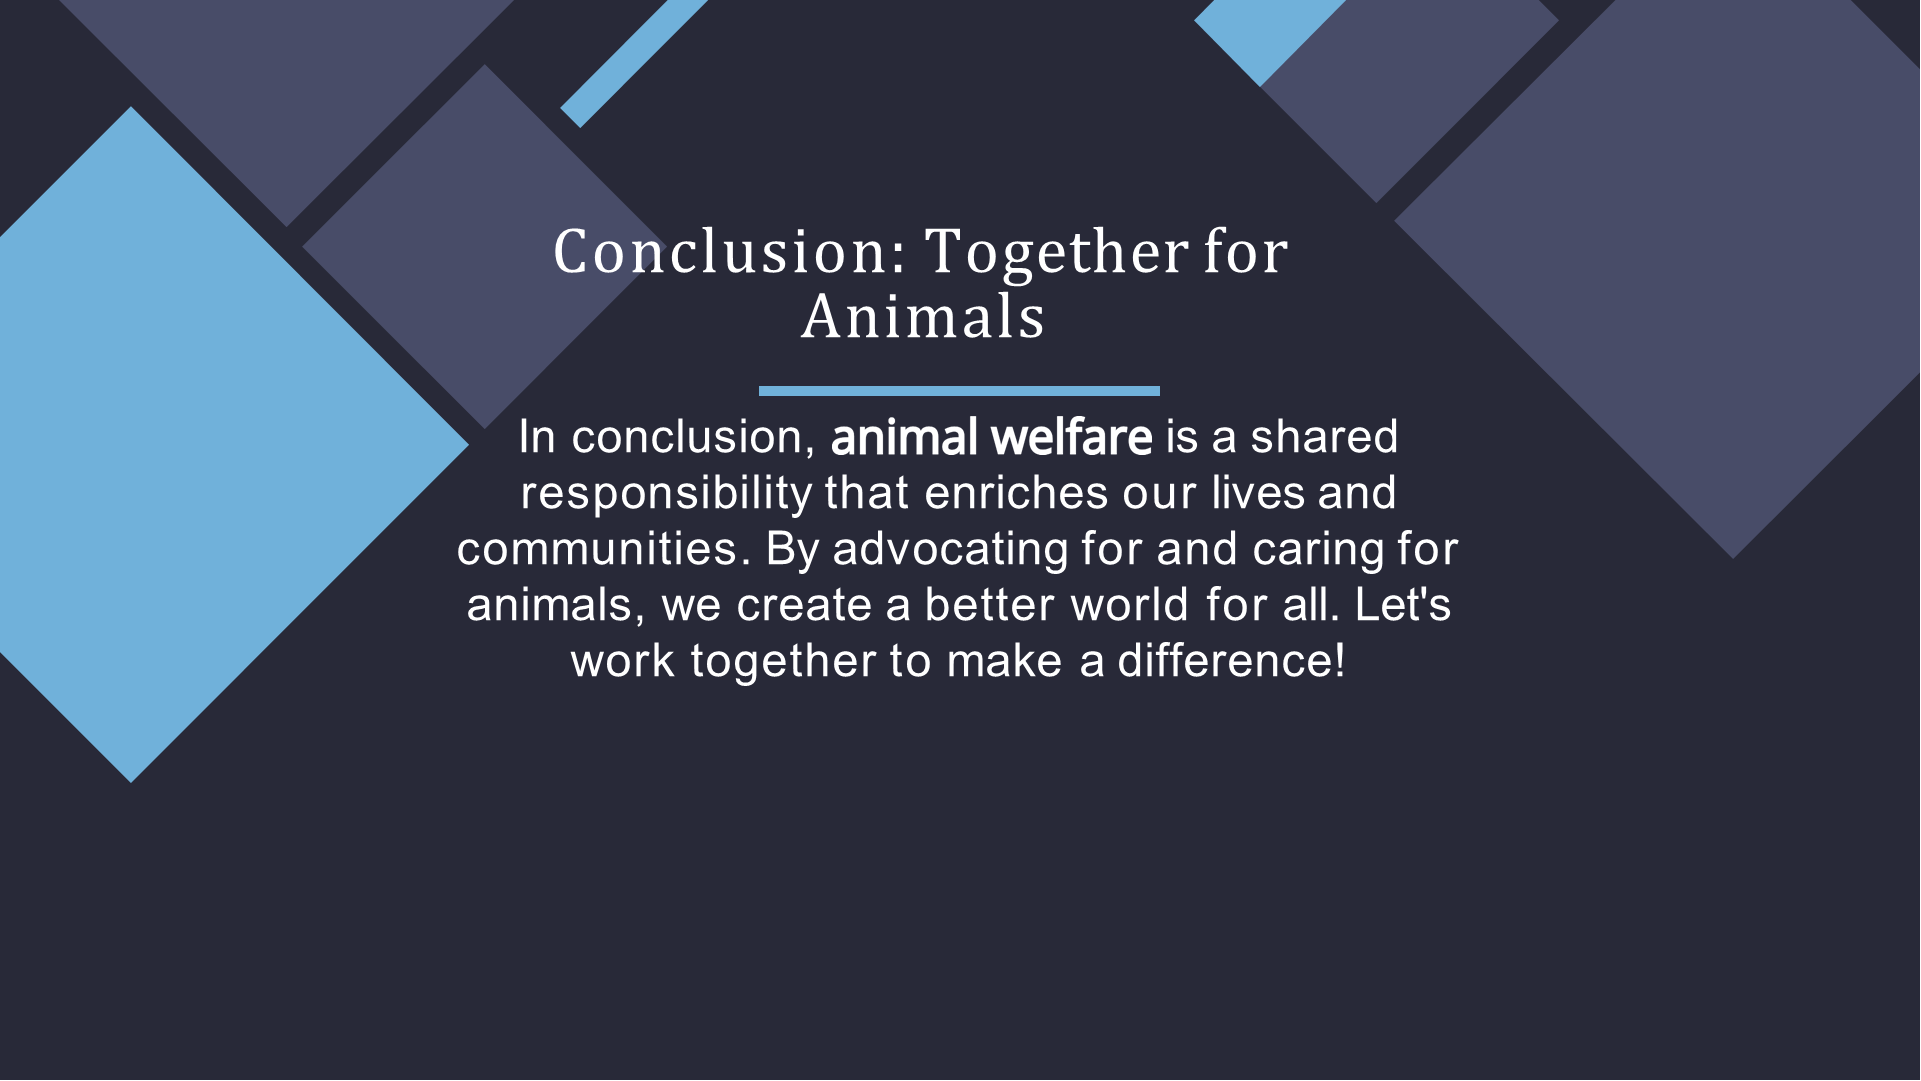 Conclusion: Together for
Animals
In conclusion, animal welfare is a shared
responsibility that enriches our lives and
communities. By advocating for and caring for
animals, we create a better world for all. Let's
work together to make a difference!